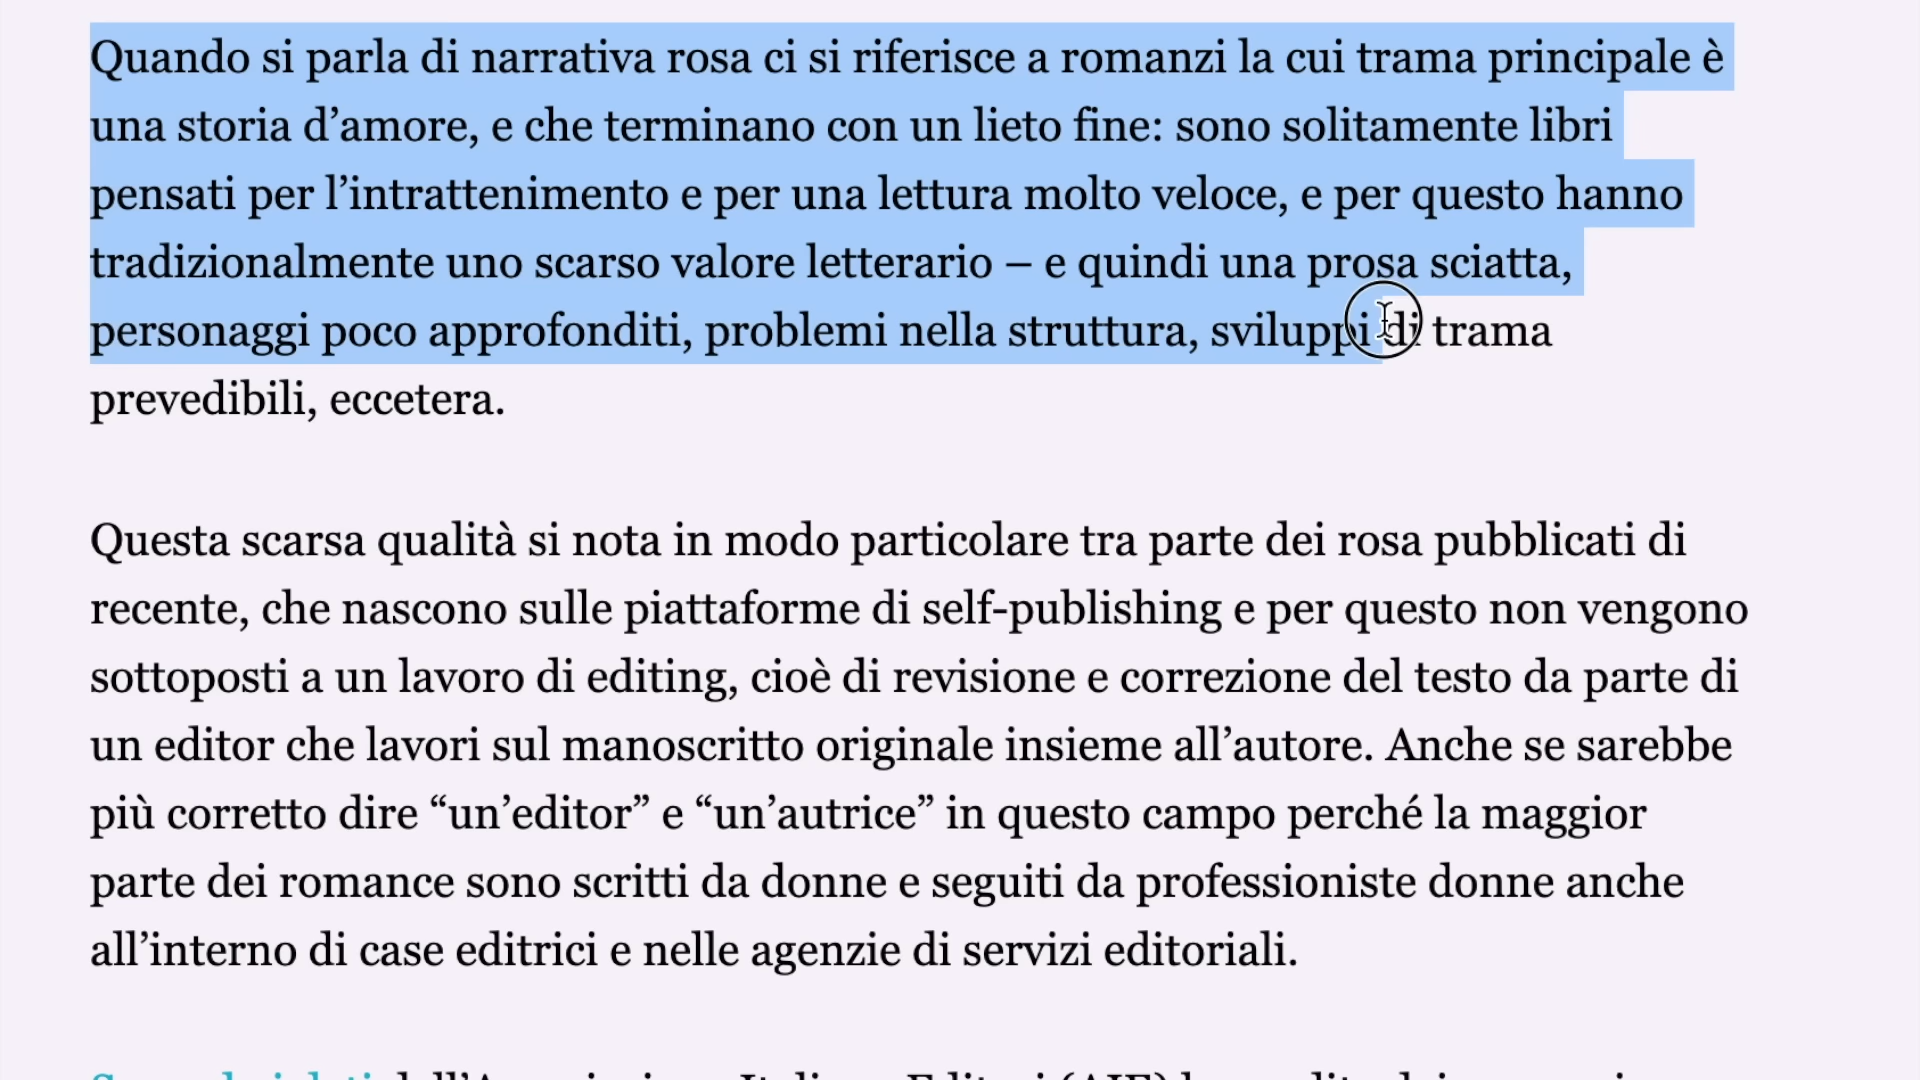 Quando si parla di narrativa rosa ci si riferisce a romanzi la cui trama principale è
una storia d’amore, e che terminano con un lieto fine: sono solitamente libri
pensati per l’intrattenimento e per una lettura molto veloce, e per questo hanno
tradizionalmente uno scarso valore letterario – e quindi una prosa sciatta,
personaggi poco approfonditi, problemi nella struttura, sviluppi di trama
prevedibili, eccetera.
Questa scarsa qualità si nota in modo particolare tra parte dei rosa pubblicati di
recente, che nascono sulle piattaforme di self-publishing e per questo non vengono
sottoposti a un lavoro di editing, cioè di revisione e correzione del testo da parte di
un editor che lavori sul manoscritto originale insieme all’autore. Anche se sarebbe
più corretto dire “un’editor” e “un’autrice” in questo campo perché la maggior
parte dei romance sono scritti da donne e seguiti da professioniste donne anche
all’interno di case editrici e nelle agenzie di servizi editoriali.
Secondo i dati dell’Associazione Italiana Editori (AIE)